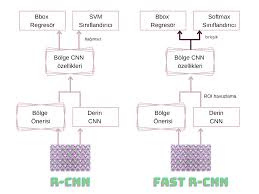 Bbox
Regresör
SVM
Sınıflandırıcı
bağımsız
Bölge CNN
özellikleri
Bölge
Önerisi
Derin
CNN
R-CNN
Bbox
Regresör
Softmax
Sınıflandırıcı
birleşik
Bölge CNN
özellikleri
ROI havuzlama
Bölge
Önerisi
Derin
CNN
FAST R-CNN